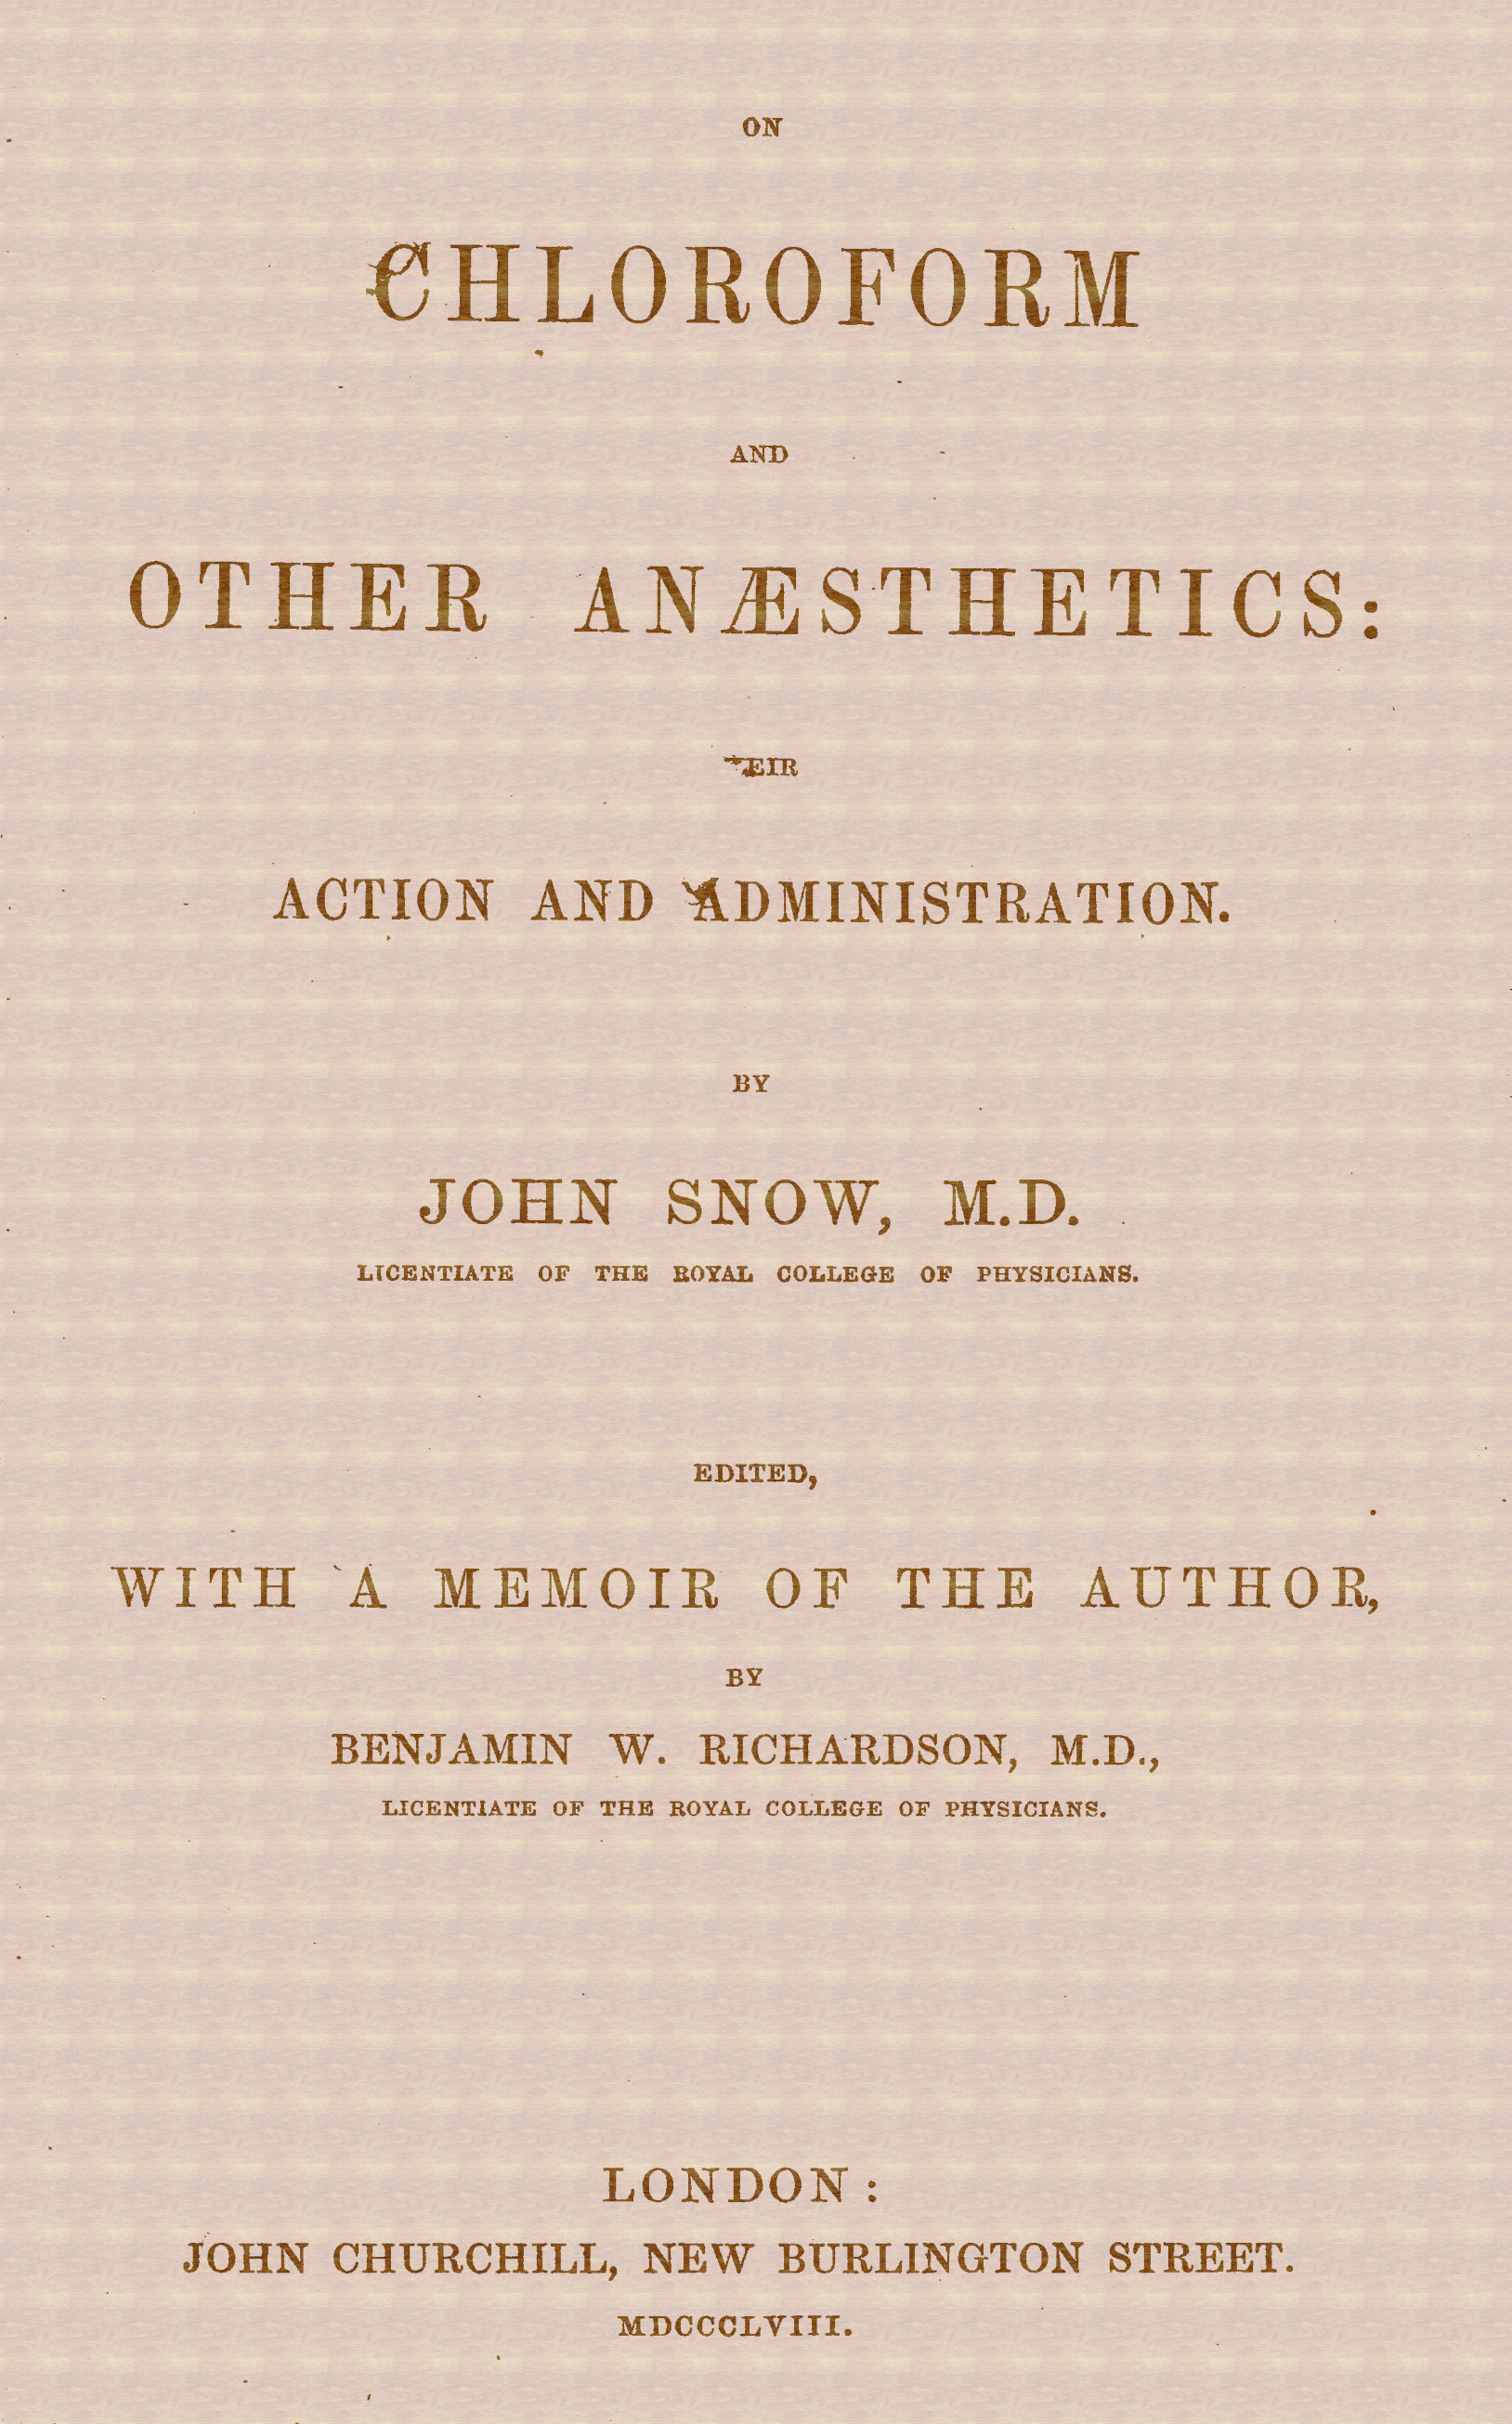 ON
CHLOROFORM
AND
OTHER ANÆSTHETICS:
THEIR
ACTION AND ADMINISTRATION.
BY
JOHN SNOW, M.D.
LICENTIATE OF THE ROYAL COLLEGE OF PHYSICIANS.
EDITED,
WITH A MEMOIR OF THE AUTHOR,
BY
BENJAMIN W. RICHARDSON, M.D.,
LICENTIATE OF THE ROYAL COLLEGE OF PHYSICIANS.
LONDON:
JOHN CHURCHILL, NEW BURLINGTON STREET.
MDCCCLVIII.